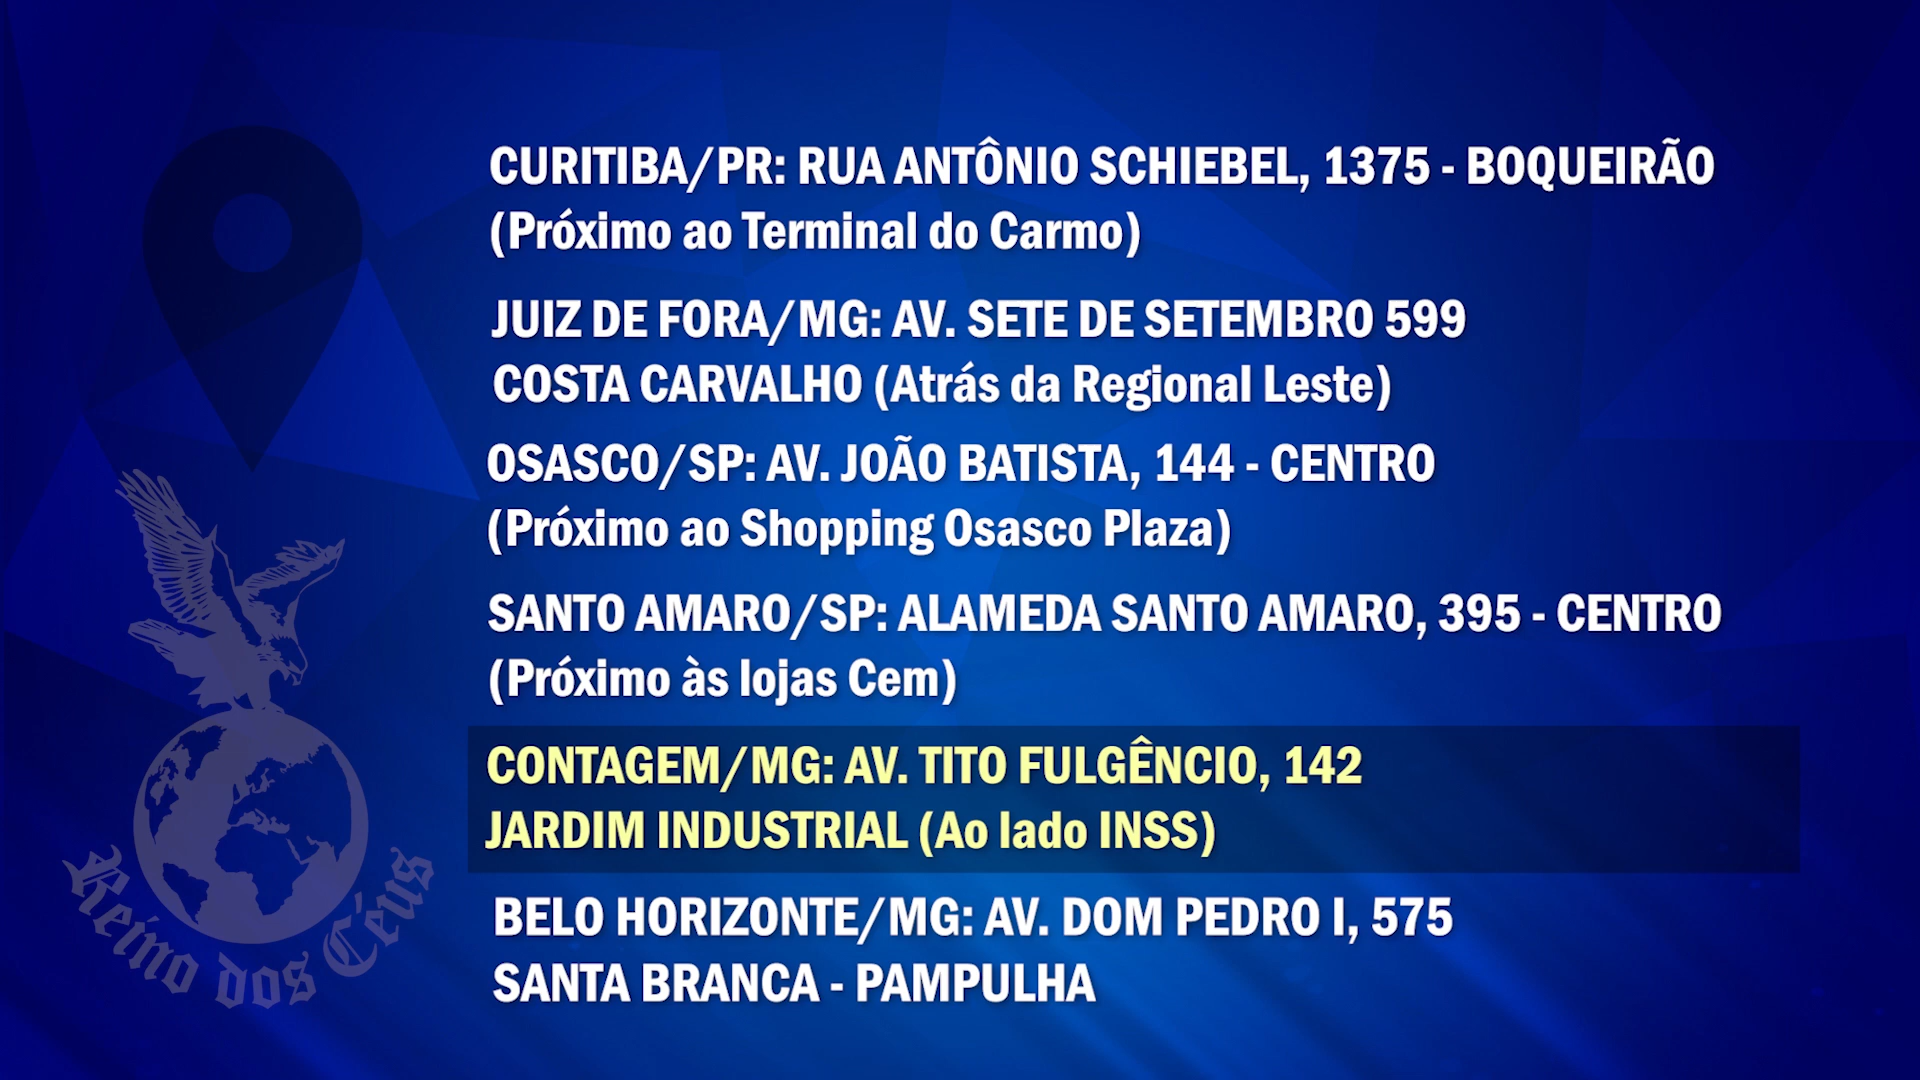 CURITIBA/PR: RUA ANTÔNIO SCHIEBEL, 1375 - BOQUEIRÃO
(Próximo ao Terminal do Carmo)
JUIZ DE FORA/MG: AV. SETE DE SETEMBRO 599
COSTA CARVALHO (Atrás da Regional Leste)
OSASCO/SP: AV. JOÃO BATISTA, 144 - CENTRO
(Próximo ao Shopping Osasco Plaza)
SANTO AMARO/SP: ALAMEDA SANTO AMARO, 395 - CENTRO
(Próximo às lojas Cem)
CONTAGEM/MG: AV. TITO FULGÊNCIO, 142
JARDIM INDUSTRIAL (Ao lado INSS)
BELO HORIZONTE/MG: AV. DOM PEDRO I, 575
SANTA BRANCA - PAMPULHA
Reino dos Céus